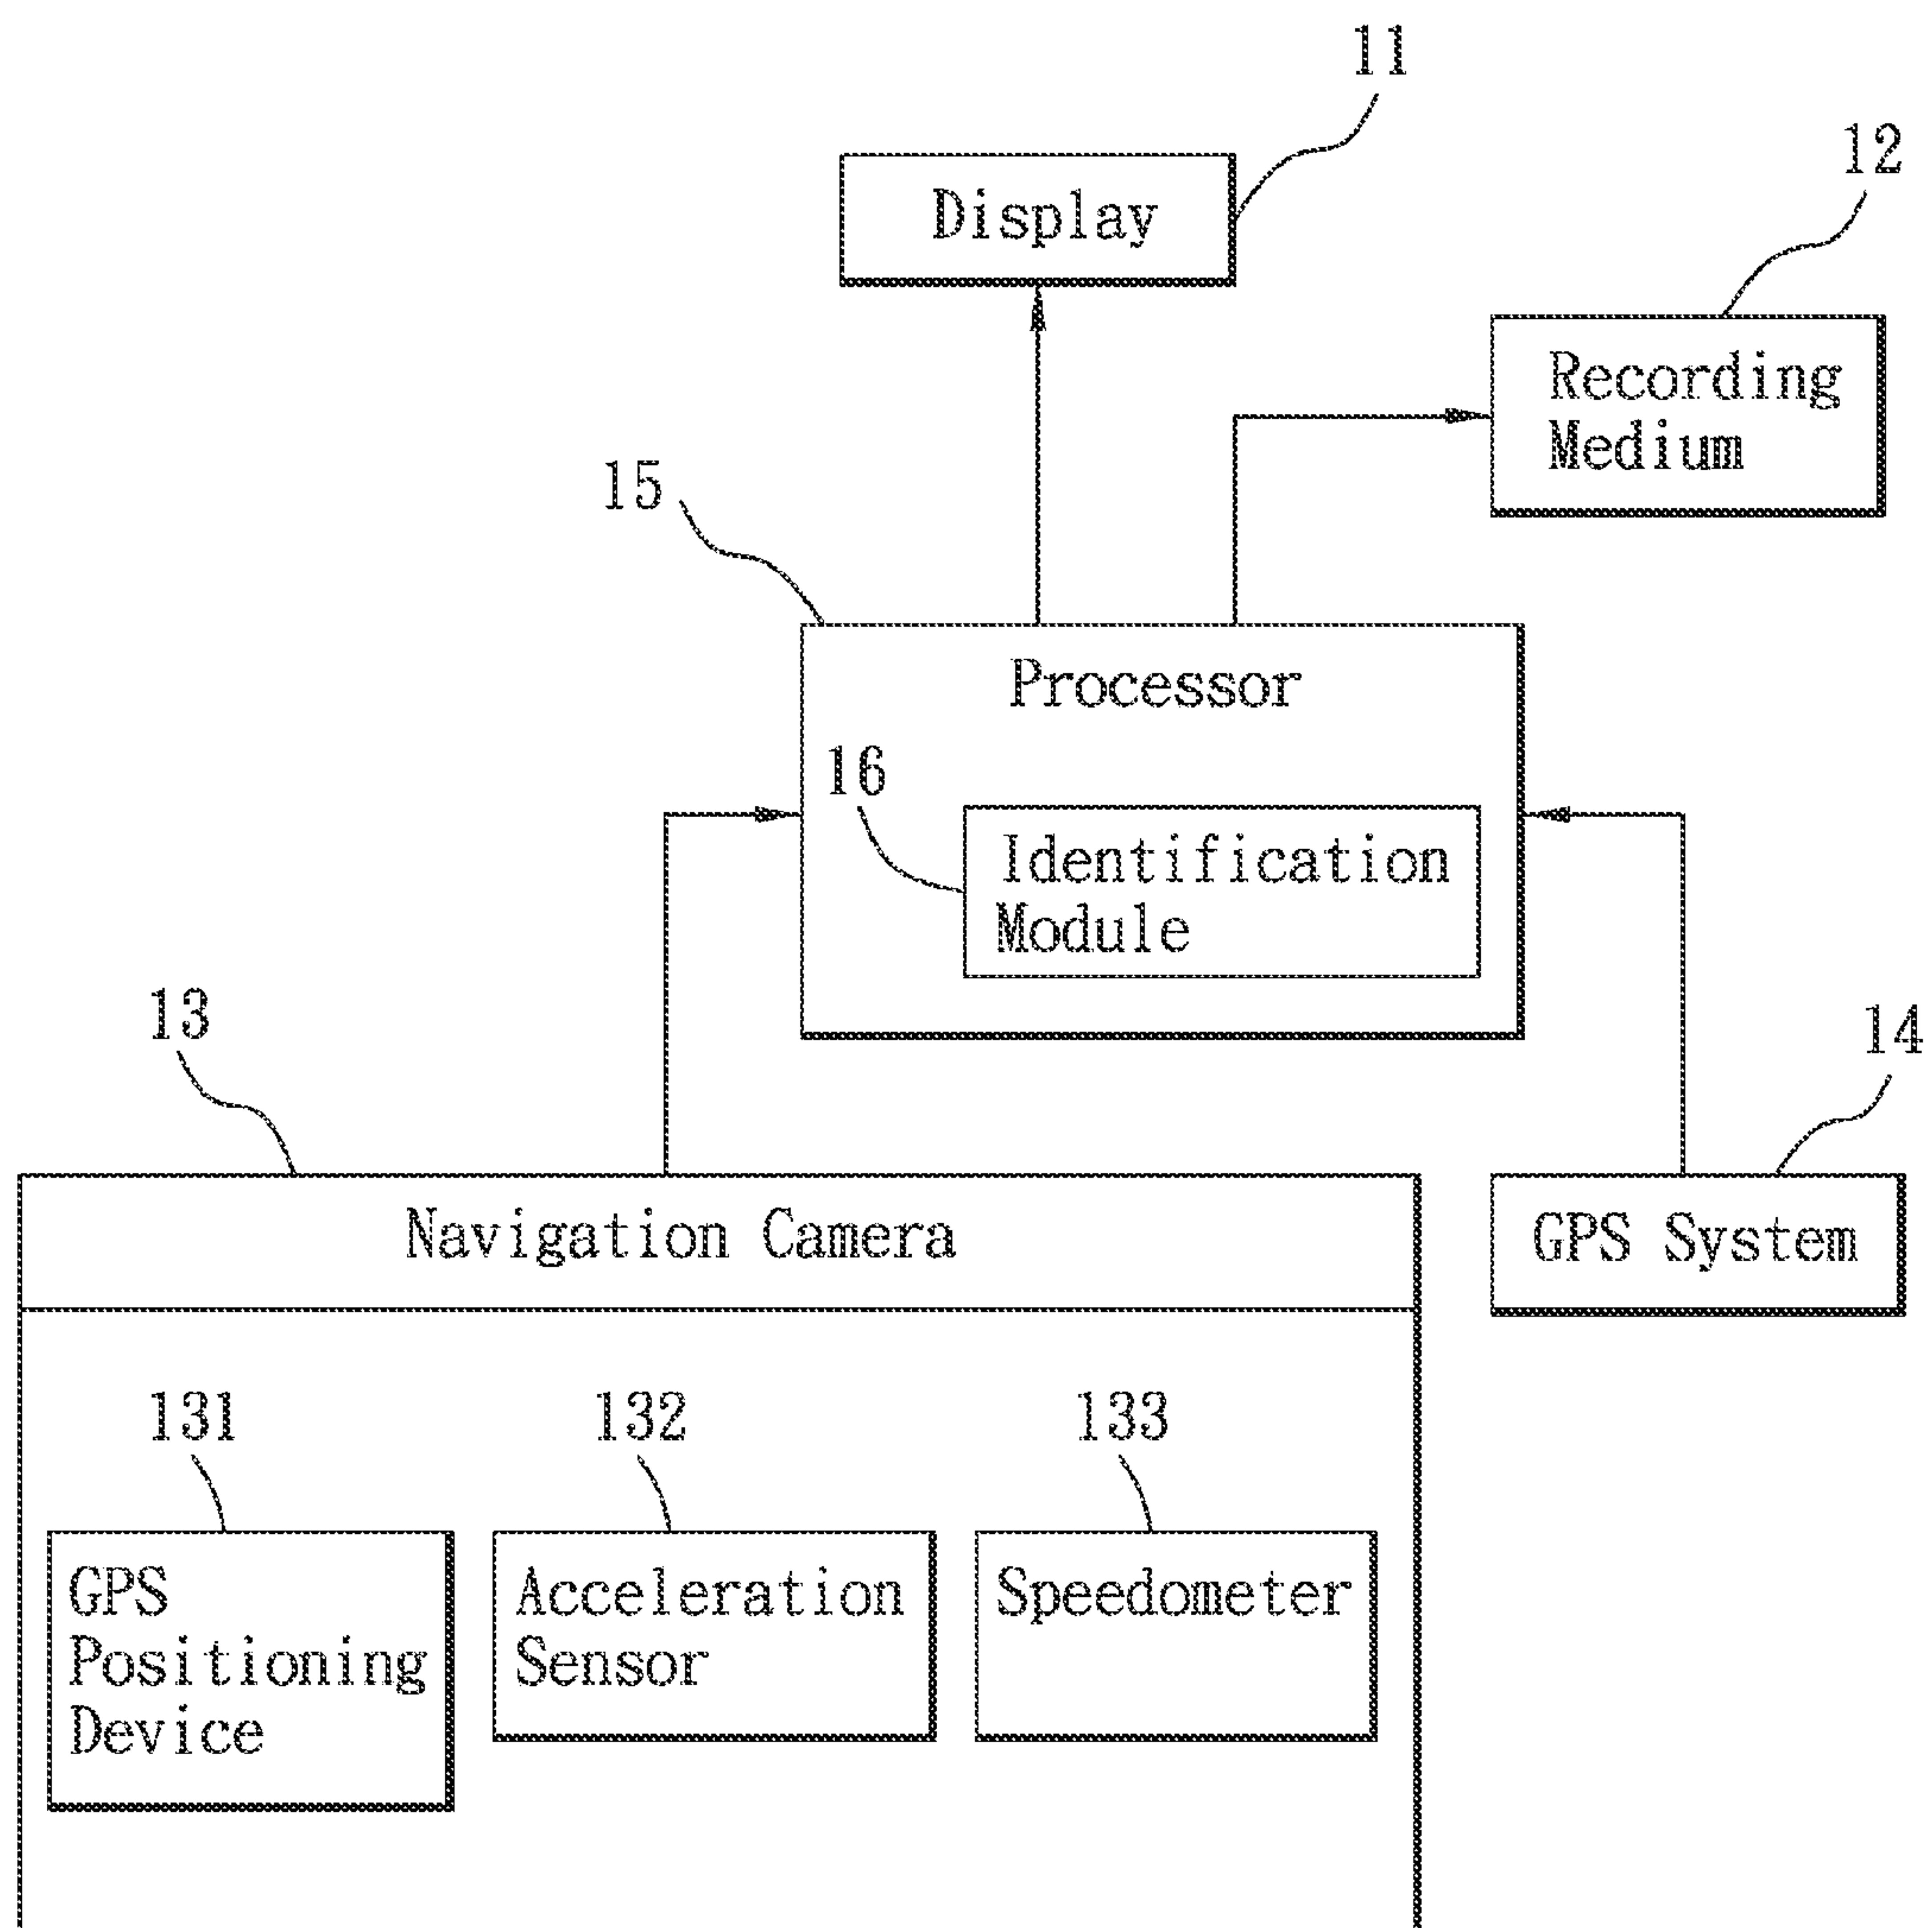 11
12
Display
Recording
Medium
15
Processor
16
Identification
Module
13
14
Navigation Camera
GPS System
131
132
133
GPS
Positioning
Device
Acceleration
Sensor
Speedometer